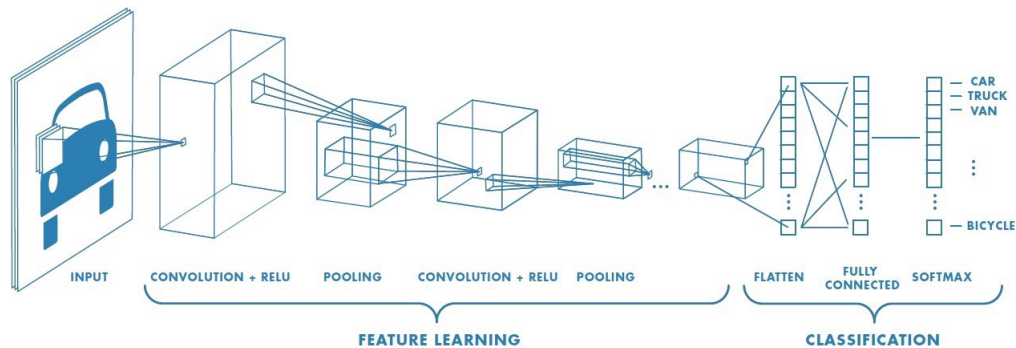 CAR
TRUCK
VAN
BICYCLE
INPUT
CONVOLUTION + RELU
POOLING
CONVOLUTION + RELU
POOLING
FLATTEN
FULLY
CONNECTED
SOFTMAX
FEATURE LEARNING
CLASSIFICATION